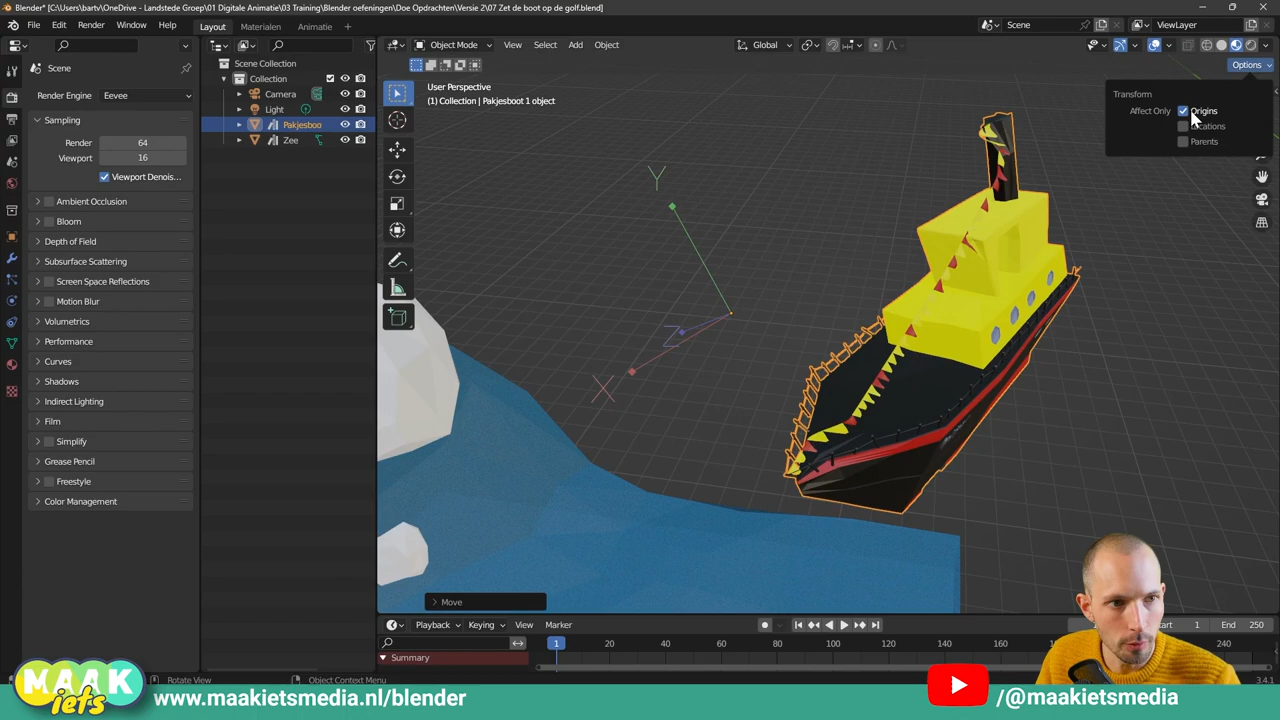 Blender* [C:\Users\bartv\OneDrive - Landstede Groep\01 Digitale Animatie\03 Training\Blender oefeningen\Doe Opdrachten\Versie 2\07 Zet de boot op de golf.blend]
File Edit Render Window Help Layout Materialen Animatie + Scene ViewLayer
Object Mode View Select Add Object Global
Options
Scene
Render Engine Eevee
Sampling
Render 64
Viewport 16
Viewport Denois...
Ambient Occlusion
Bloom
Depth of Field
Subsurface Scattering
Screen Space Reflections
Motion Blur
Volumetrics
Performance
Curves
Shadows
Indirect Lighting
Film
Simplify
Grease Pencil
Freestyle
Color Management
Scene Collection
Collection
Camera
Light
Pakjesboo
Zee
User Perspective
(1) Collection | Pakjesboot 1 object
Transform
Affect Only Origins
Locations
Parents
Y
Z
X
Move
Playback Keying View Marker
1 Start 1 End 250
1 20 40 60 80 100 120 140 240
Summary
Rotate View Object Context Menu 3.4.1
MAAK
iets
www.maakietsmedia.nl/blender
/@maakietsmedia